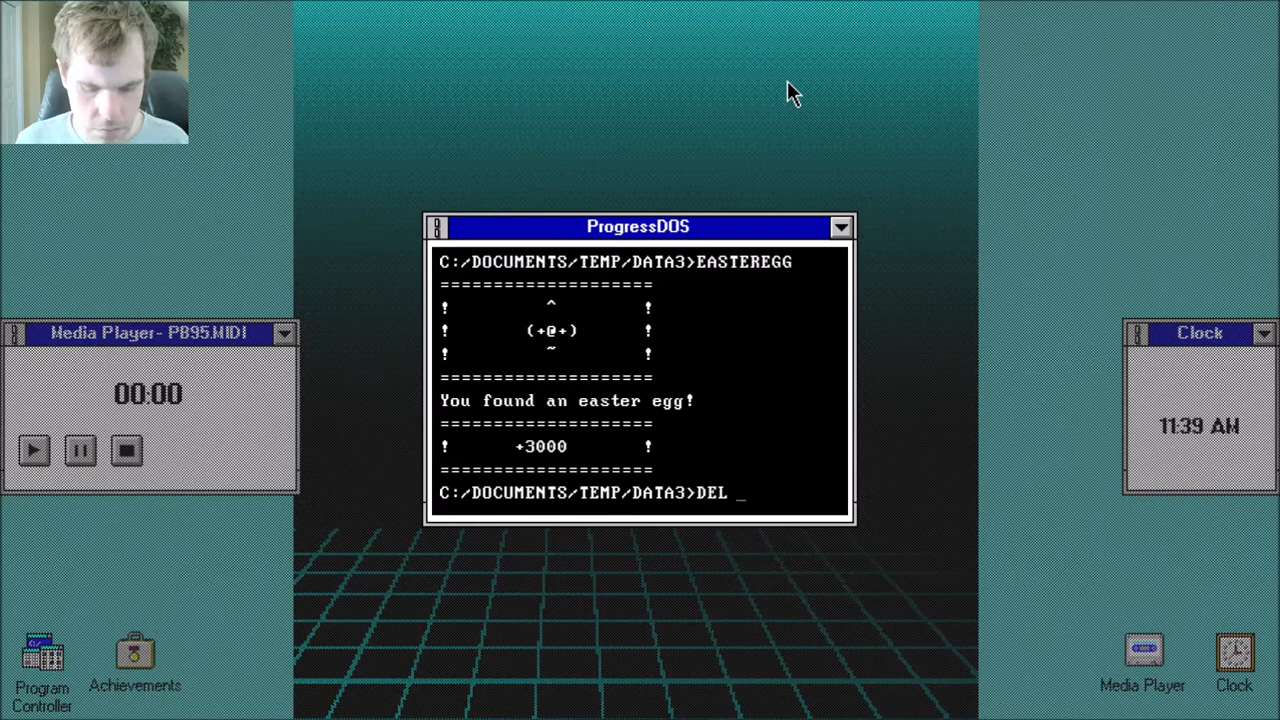 ProgressDOS
C:/DOCUMENTS/TEMP/DATA3>EASTEREGG
====================
! ^ !
! (+@+) !
! ~ !
====================
You found an easter egg!
====================
! +3000 !
====================
C:/DOCUMENTS/TEMP/DATA3>DEL _
Media Player- PB95.MIDI
00:00
Clock
11:39 AM
Program
Controller
Achievements
Media Player
Clock